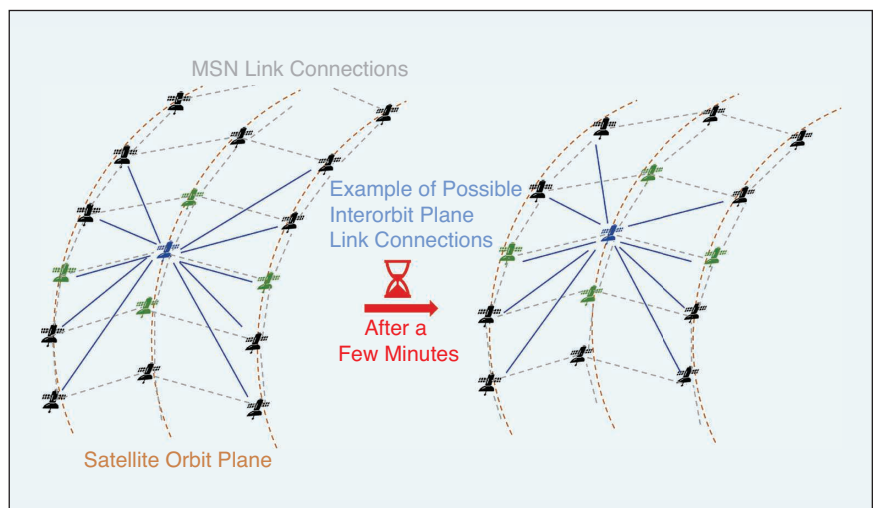 MSN Link Connections
Example of Possible
Interorbit Plane
Link Connections
After a
Few Minutes
Satellite Orbit Plane